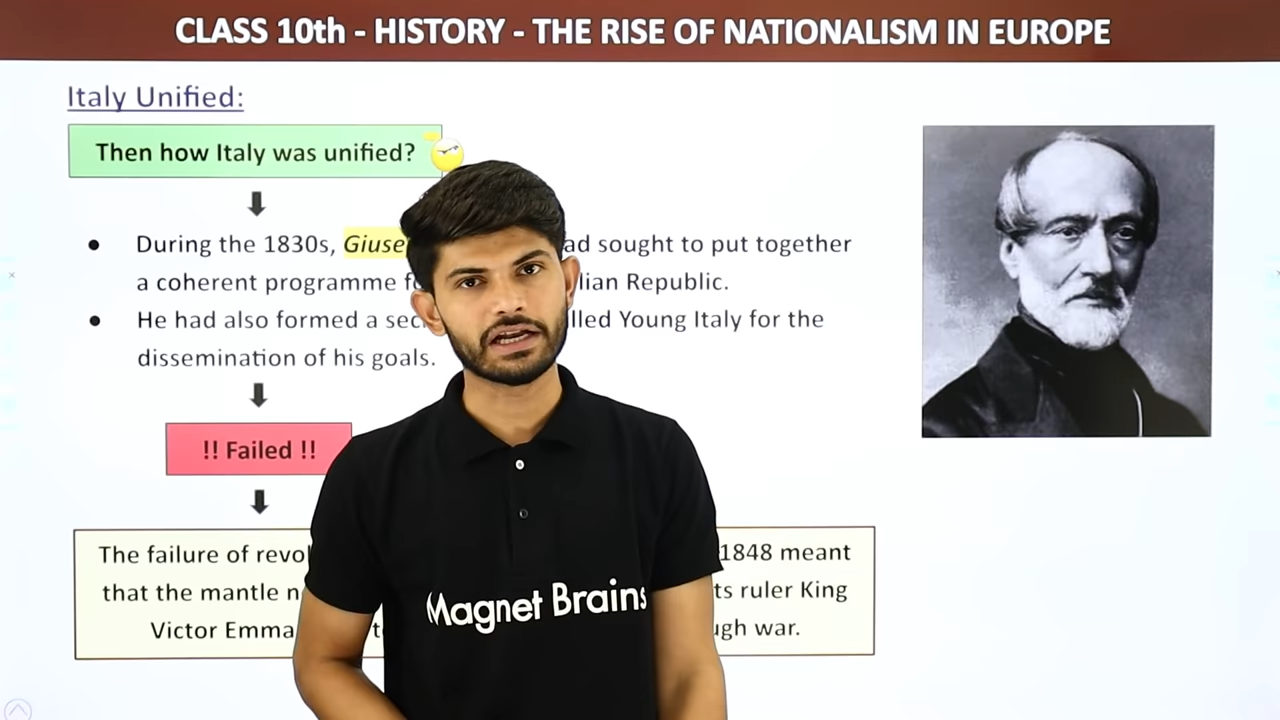 CLASS 10th - HISTORY - THE RISE OF NATIONALISM IN EUROPE
Italy Unified:
Then how Italy was unified?
● During the 1830s, Giuse ad sought to put together
a coherent programme f lian Republic.
● He had also formed a sec lled Young Italy for the
dissemination of his goals.
!! Failed !!
The failure of revol 1848 meant
that the mantle n ts ruler King
Victor Emma t ugh war.
Magnet Brains